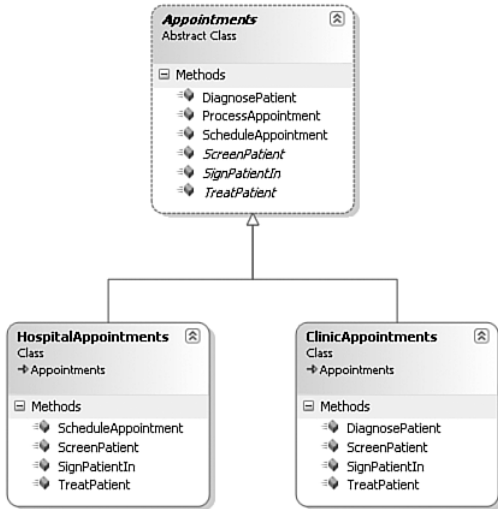 Appointments
Abstract Class
Methods
DiagnosePatient
ProcessAppointment
ScheduleAppointment
ScreenPatient
SignPatientIn
TreatPatient
HospitalAppointments
Class
Appointments
Methods
ScheduleAppointment
ScreenPatient
SignPatientIn
TreatPatient
ClinicAppointments
Class
Appointments
Methods
DiagnosePatient
ScreenPatient
SignPatientIn
TreatPatient